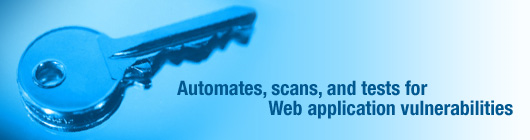 Automates, scans, and tests for
Web application vulnerabilities